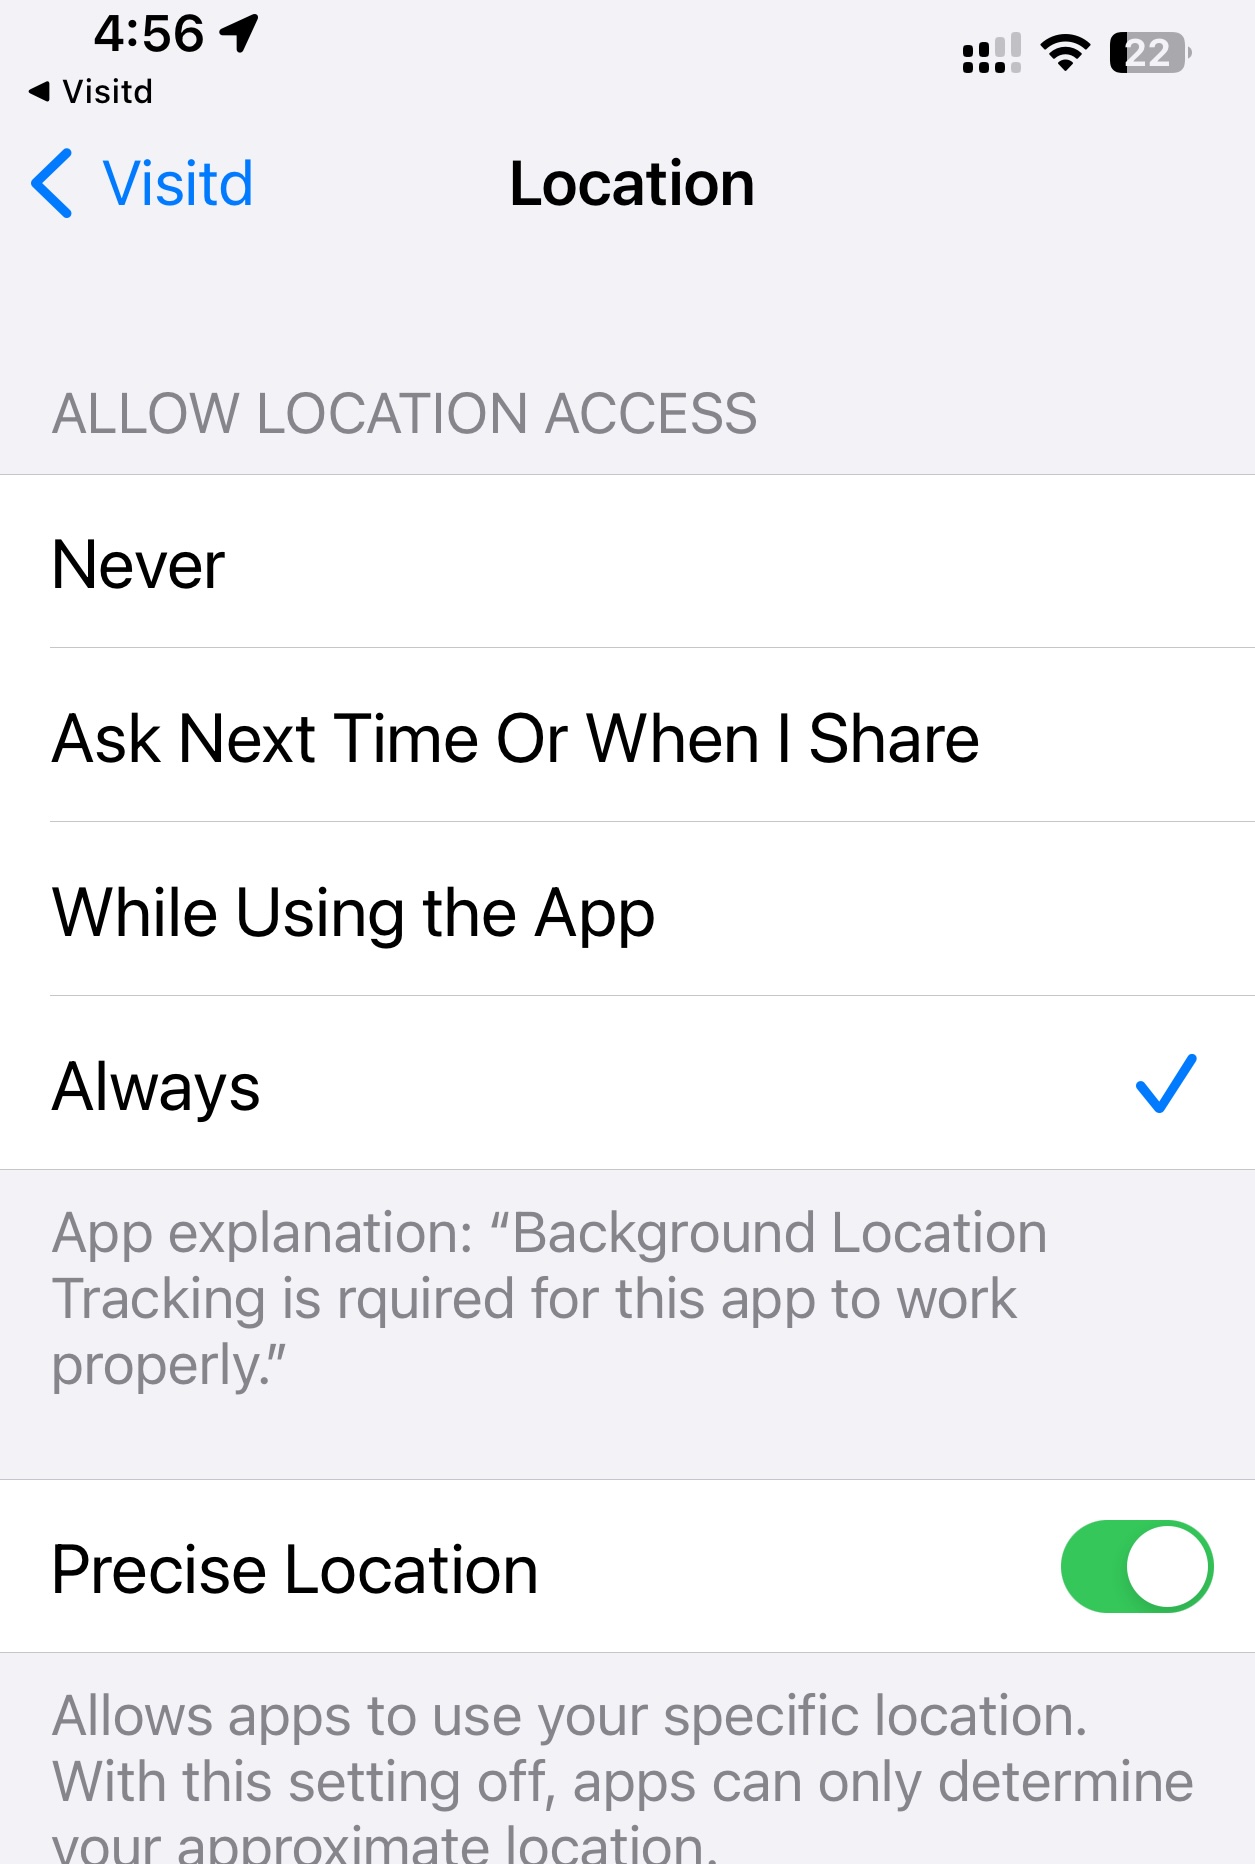 4:56
22
◀ Visitd
Visitd
Location
ALLOW LOCATION ACCESS
Never
Ask Next Time Or When I Share
While Using the App
Always
App explanation: “Background Location
Tracking is rquired for this app to work
properly.”
Precise Location
Allows apps to use your specific location.
With this setting off, apps can only determine
your approximate location.